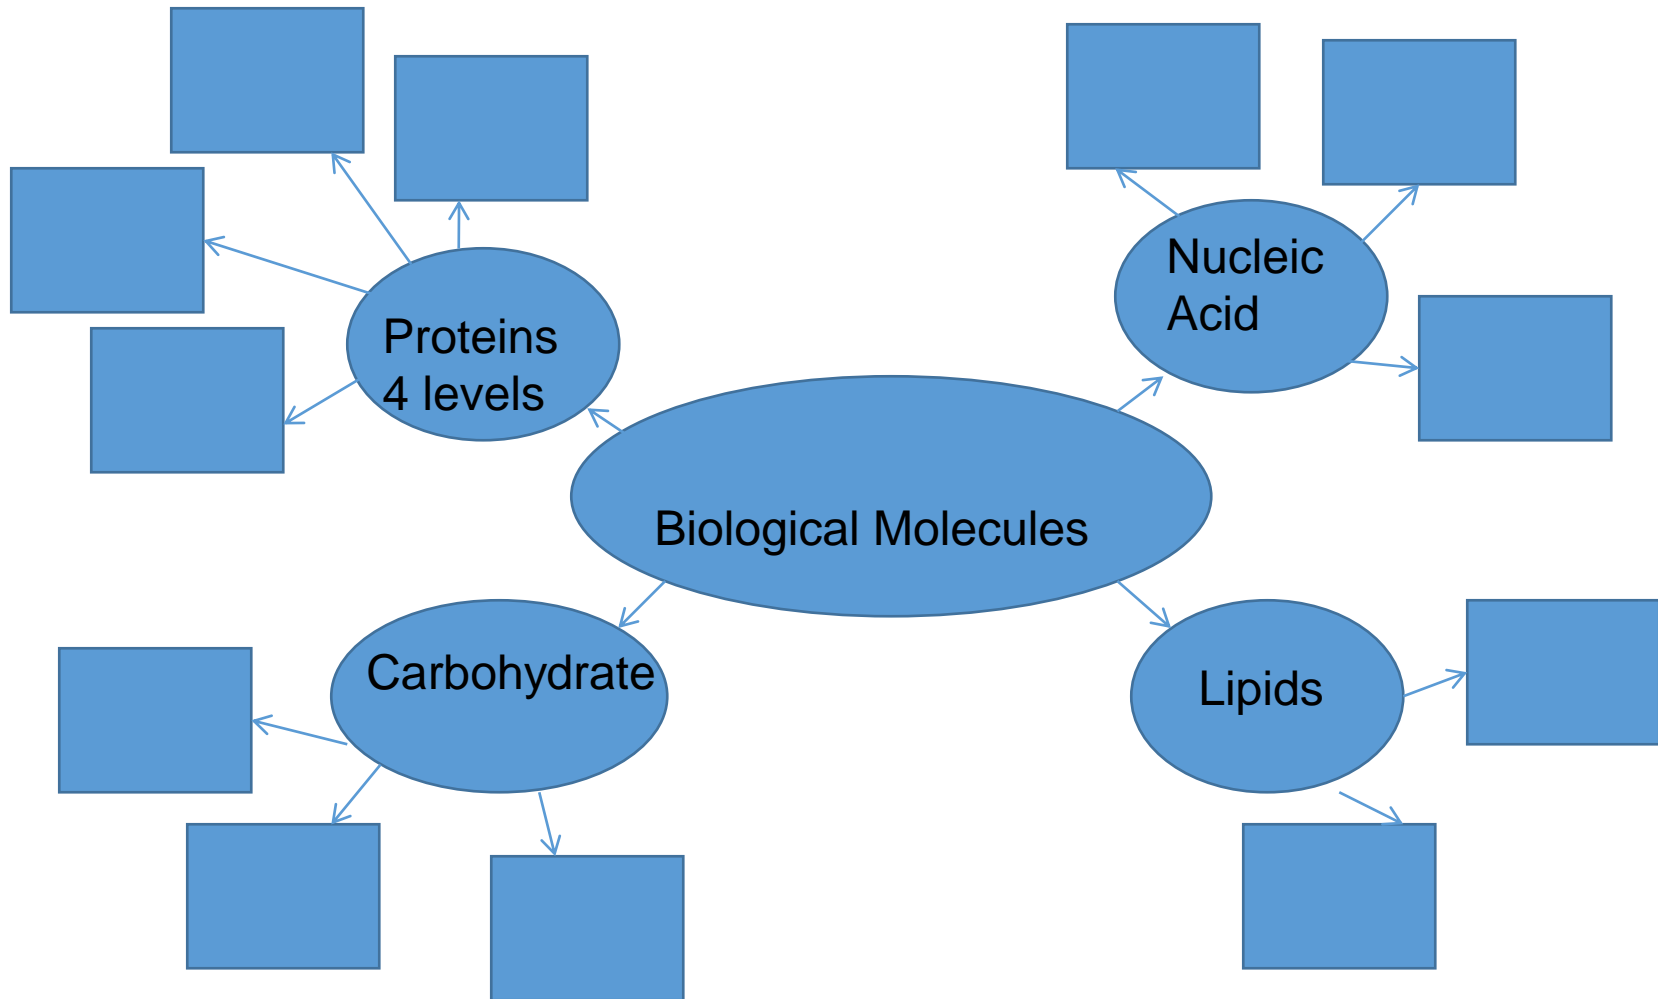 Proteins
4 levels
Nucleic
Acid
Biological Molecules
Carbohydrate
Lipids